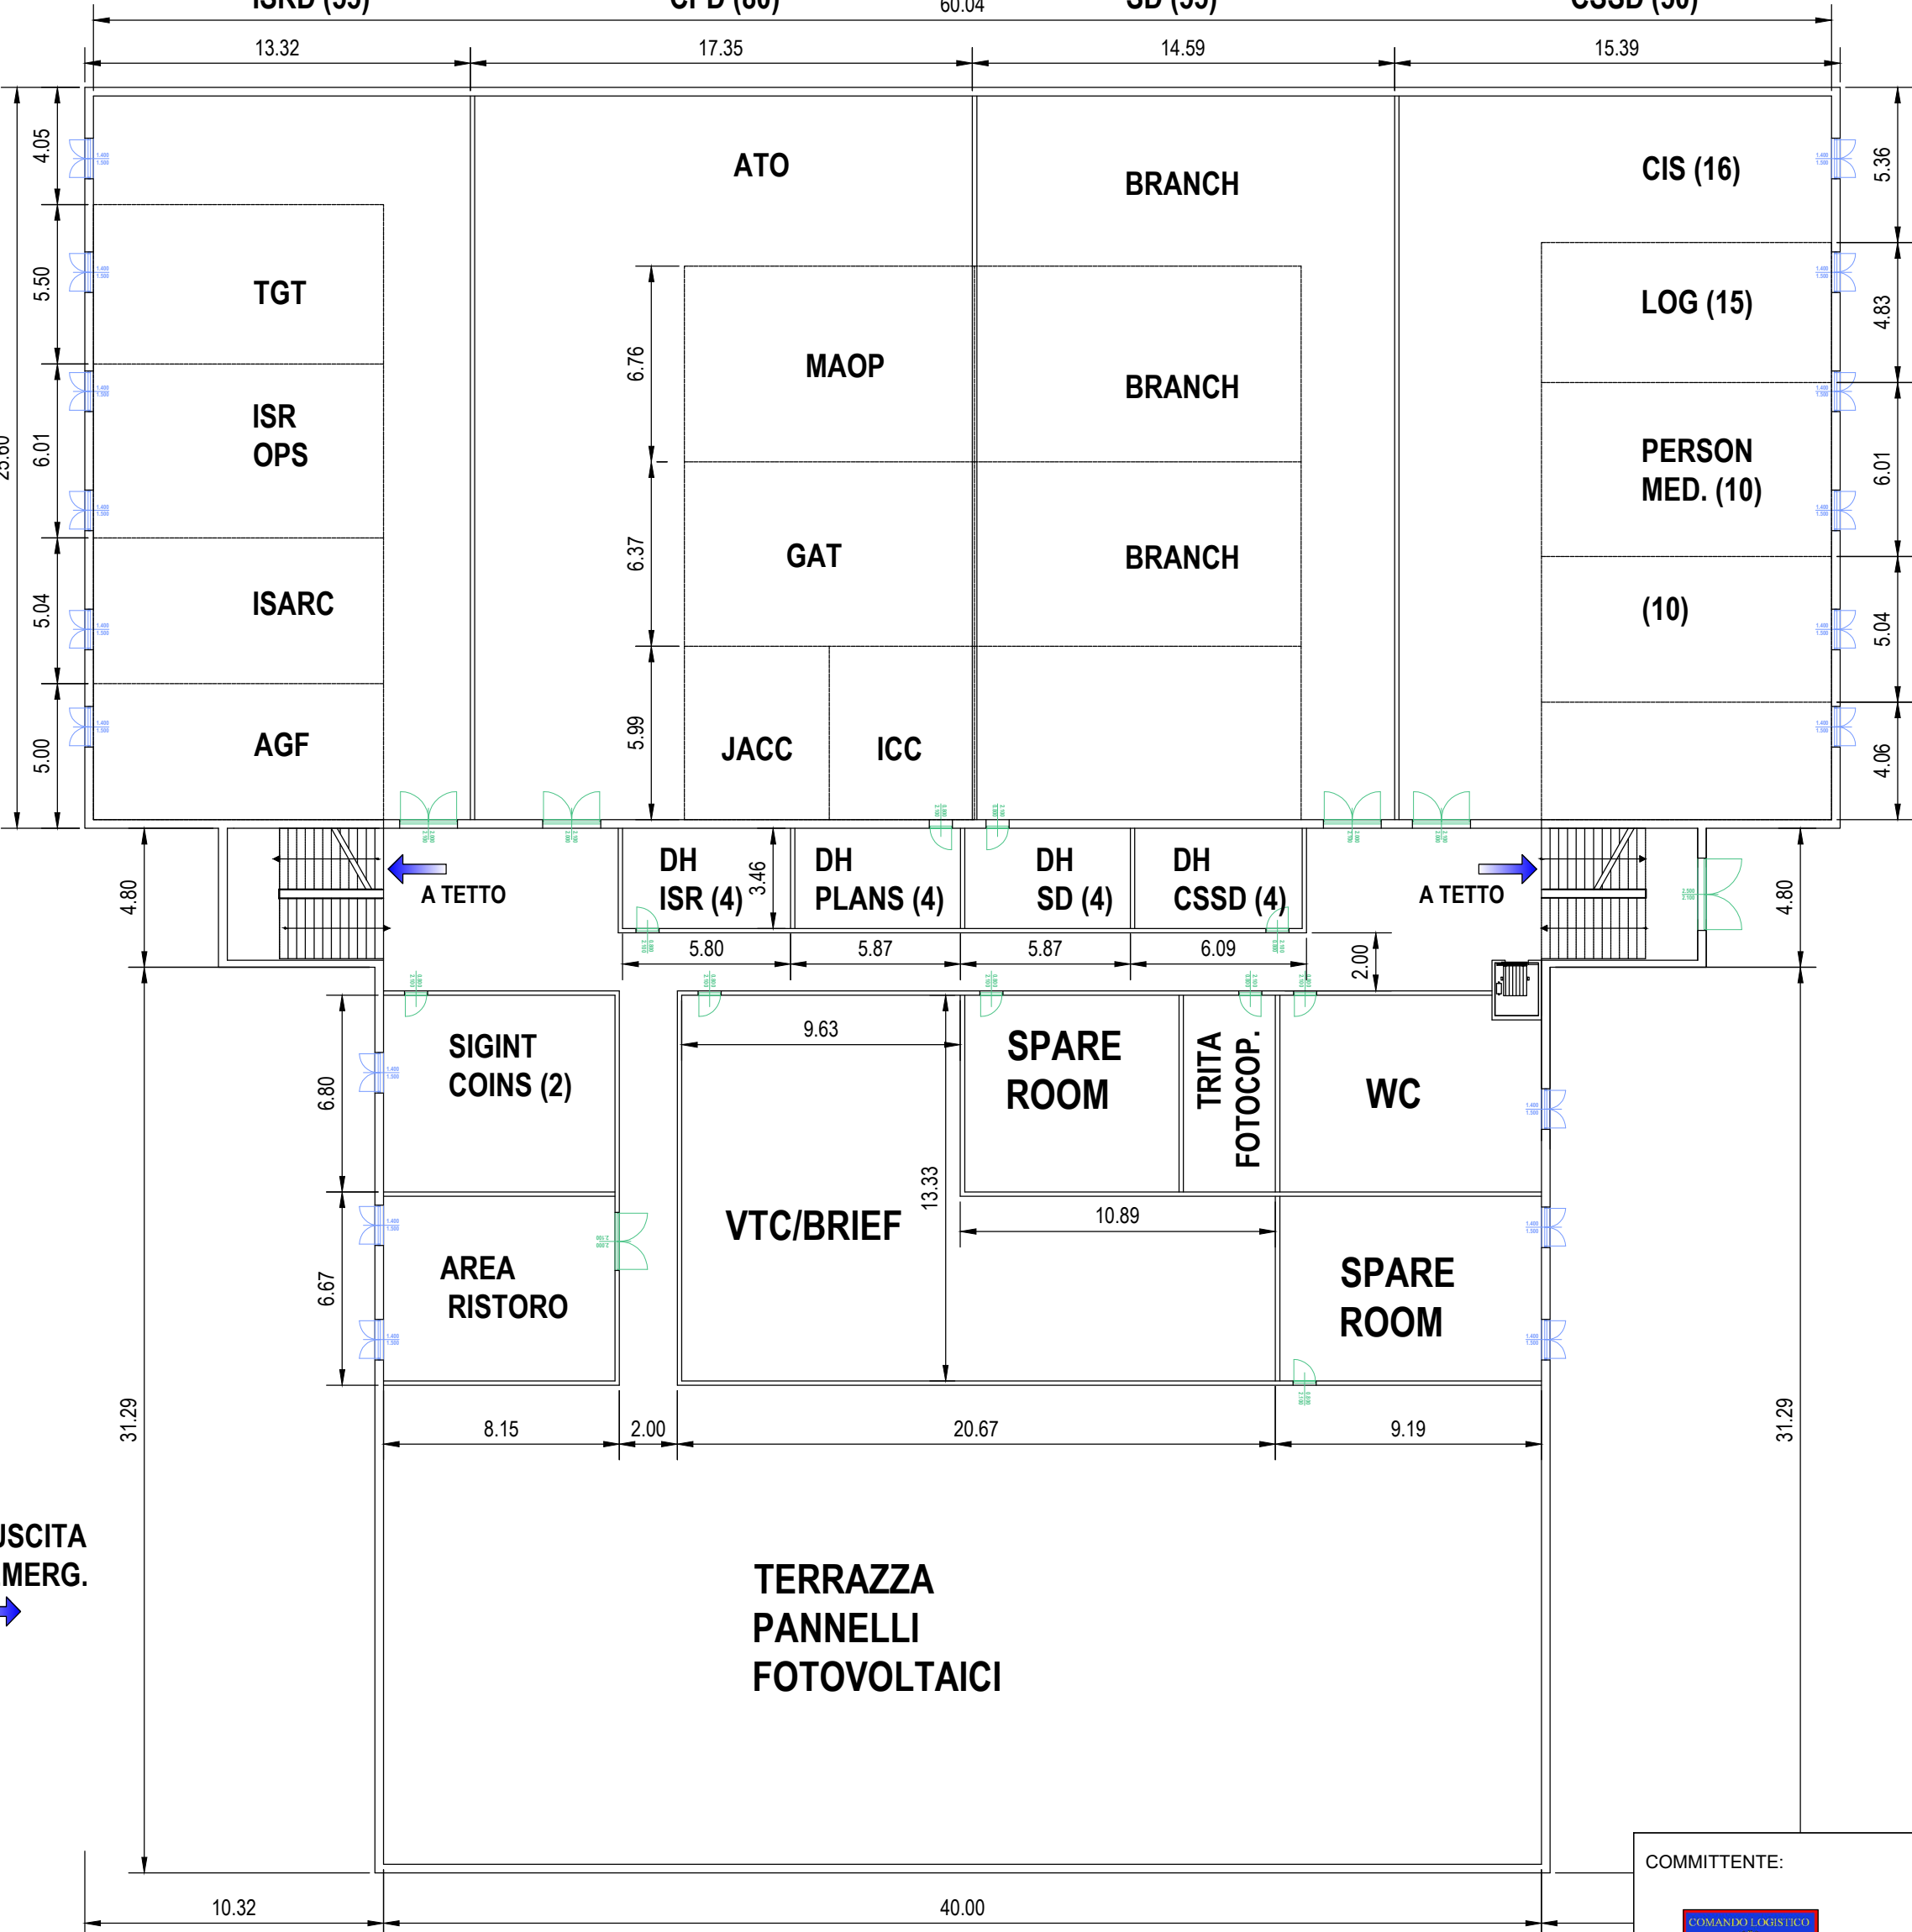 60.04
13.32
17.35
14.59
15.39
4.05
5.50
6.01
5.04
5.00
5.36
4.83
6.01
5.04
4.06
ATO
BRANCH
CIS (16)
TGT
LOG (15)
6.76
MAOP
BRANCH
ISR
OPS
PERSON
MED. (10)
6.37
GAT
BRANCH
ISARC
(10)
5.99
AGF
JACC
ICC
4.80
A TETTO
DH
ISR (4)
3.46
DH
PLANS (4)
DH
SD (4)
DH
CSSD (4)
A TETTO
4.80
5.80
5.87
5.87
6.09
2.00
SIGINT
COINS (2)
6.80
9.63
SPARE
ROOM
TRITA
FOTOCOP.
WC
13.33
VTC/BRIEF
10.89
AREA
RISTORO
6.67
SPARE
ROOM
31.29
8.15
2.00
20.67
9.19
31.29
TERRAZZA
PANNELLI
FOTOVOLTAICI
COMMITTENTE:
10.32
40.00
COMANDO LOGISTICO